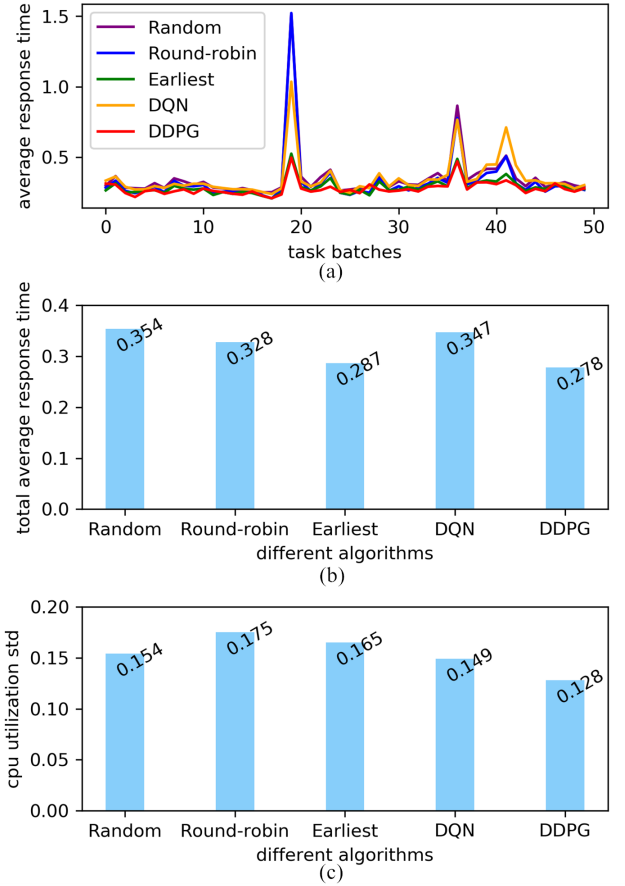 average response time
1.5
1.0
0.5
Random
Round-robin
Earliest
DQN
DDPG
0 10 20 30 40 50
task batches
(a)
total average response time
0.4
0.3
0.2
0.1
0.0
0.354 0.328 0.287 0.347 0.278
Random Round-robin Earliest DQN DDPG
different algorithms
(b)
cpu utilization std
0.20
0.15
0.10
0.05
0.00
0.154 0.175 0.165 0.149 0.128
Random Round-robin Earliest DQN DDPG
different algorithms
(c)